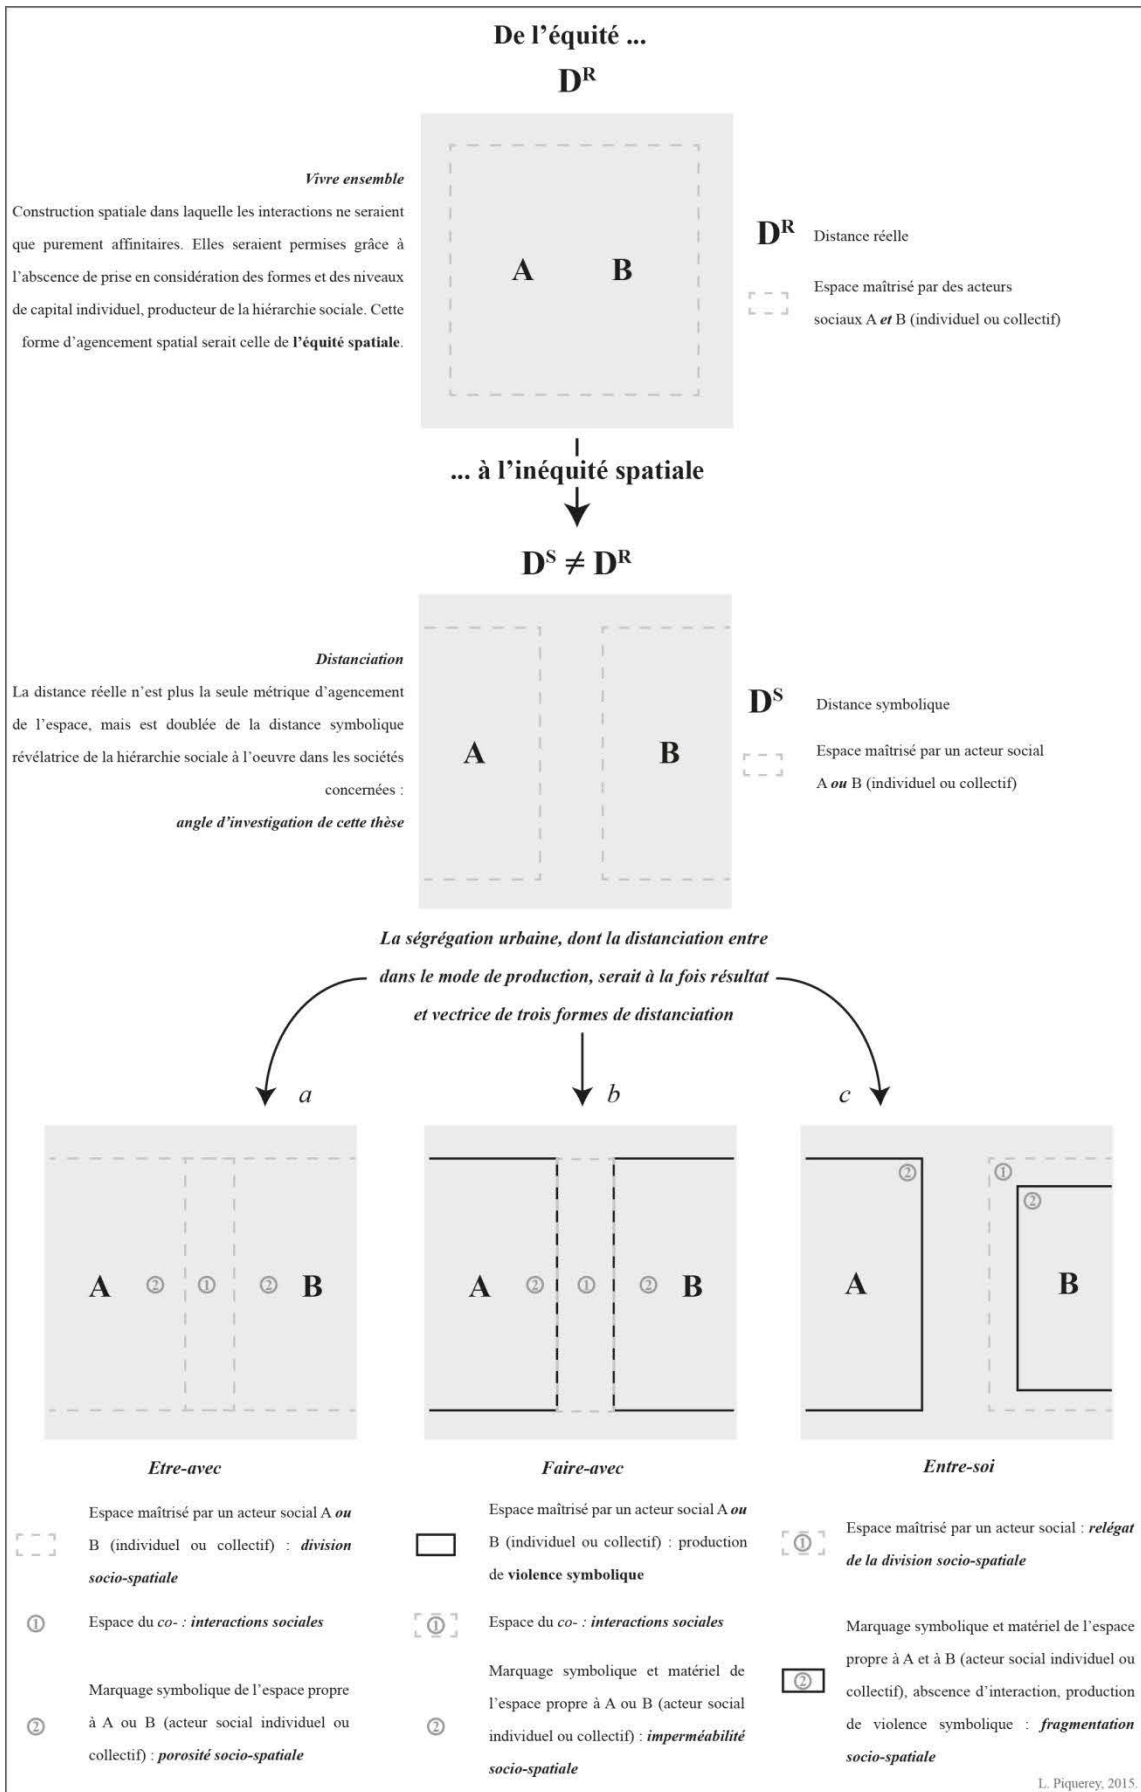 De l’équité ...
D^R
Vivre ensemble
Construction spatiale dans laquelle les interactions ne seraient
que purement affinitaires. Elles seraient permises grâce à
l’absence de prise en considération des formes et des niveaux
de capital individuel, producteur de la hiérarchie sociale. Cette
forme d’agencement spatial serait celle de l’équité spatiale.
A B
D^R Distance réelle
Espace maîtrisé par des acteurs
sociaux A et B (individuel ou collectif)
... à l’inéquité spatiale
D^S ≠ D^R
Distanciation
La distance réelle n’est plus la seule métrique d’agencement
de l’espace, mais est doublée de la distance symbolique
révélatrice de la hiérarchie sociale à l’oeuvre dans les sociétés
concernées :
angle d’investigation de cette thèse
A B
D^S Distance symbolique
Espace maîtrisé par un acteur social
A ou B (individuel ou collectif)
La ségrégation urbaine, dont la distanciation entre
dans le mode de production, serait à la fois résultat
et vectrice de trois formes de distanciation
a b c
A ② ① ② B
A ② ① ② B
② ①
②
A B
Etre-avec
Espace maîtrisé par un acteur social A ou
B (individuel ou collectif) : division
socio-spatiale
① Espace du co- : interactions sociales
Marquage symbolique de l’espace propre
② à A ou B (acteur social individuel ou
collectif) : porosité socio-spatiale
Faire-avec
Espace maîtrisé par un acteur social A ou
B (individuel ou collectif) : production
de violence symbolique
① Espace du co- : interactions sociales
Marquage symbolique et matériel de
l’espace propre à A ou B (acteur social
② individuel ou collectif) : imperméabilité
socio-spatiale
Entre-soi
① Espace maîtrisé par un acteur social : relégat
de la division socio-spatiale
Marquage symbolique et matériel de l’espace
propre à A et à B (acteur social individuel ou
② collectif), absence d’interaction, production
de violence symbolique : fragmentation
socio-spatiale
L. Piquerey, 2015.